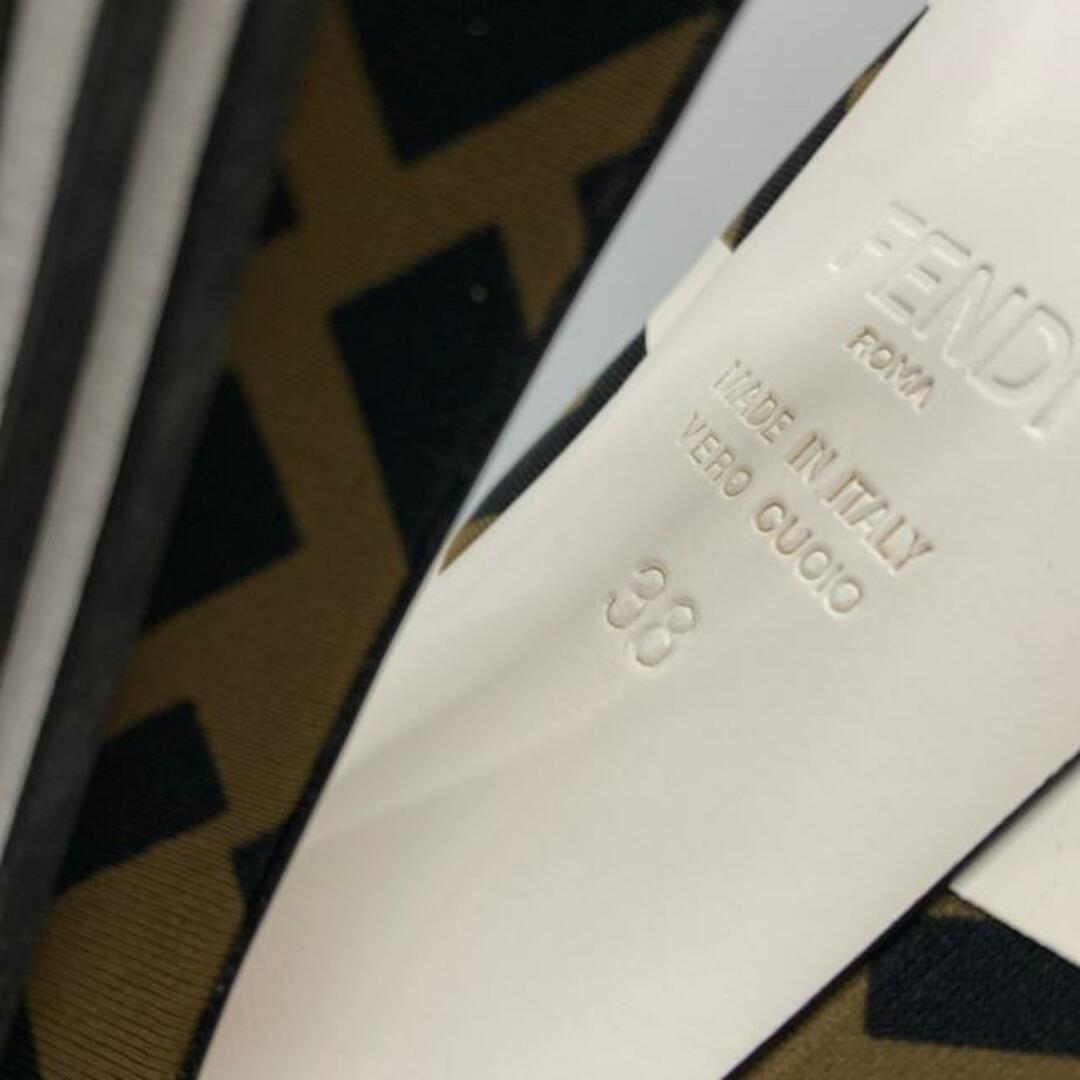 FENDI
ROMA
MADE IN ITALY
VERO CUOIO
38